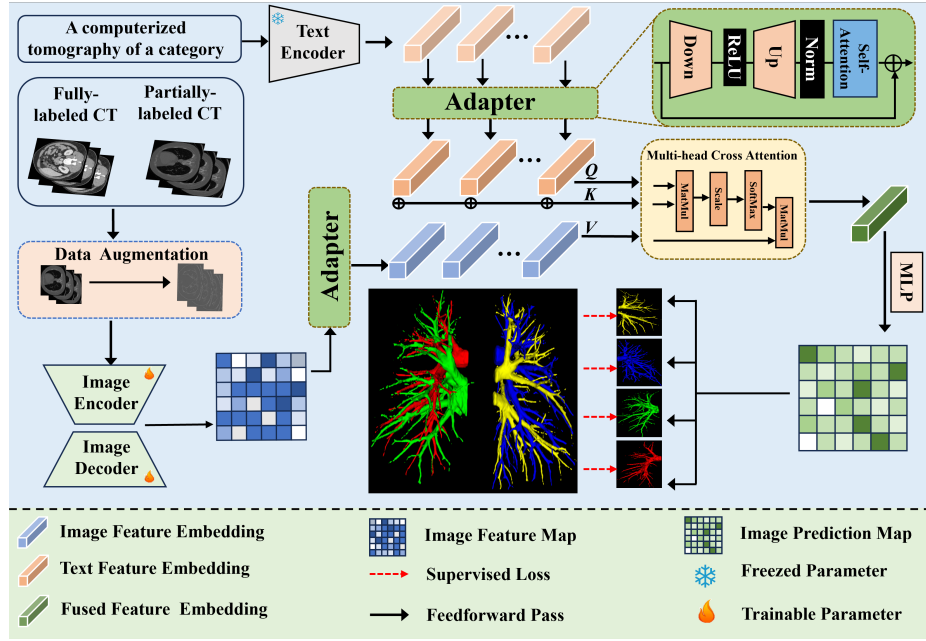 A computerized
tomography of a category
Text
Encoder
Adapter
Down
ReLU
Up
Norm
Self-
Attention
Fully-
labeled CT
Partially-
labeled CT
Data Augmentation
Image
Encoder
Image
Decoder
Adapter
Q
K
V
Multi-head Cross Attention
MatMul
Scale
SoftMax
MatMul
MLP
Image Feature Embedding
Text Feature Embedding
Fused Feature Embedding
Image Feature Map
Supervised Loss
Feedforward Pass
Image Prediction Map
Freezed Parameter
Trainable Parameter